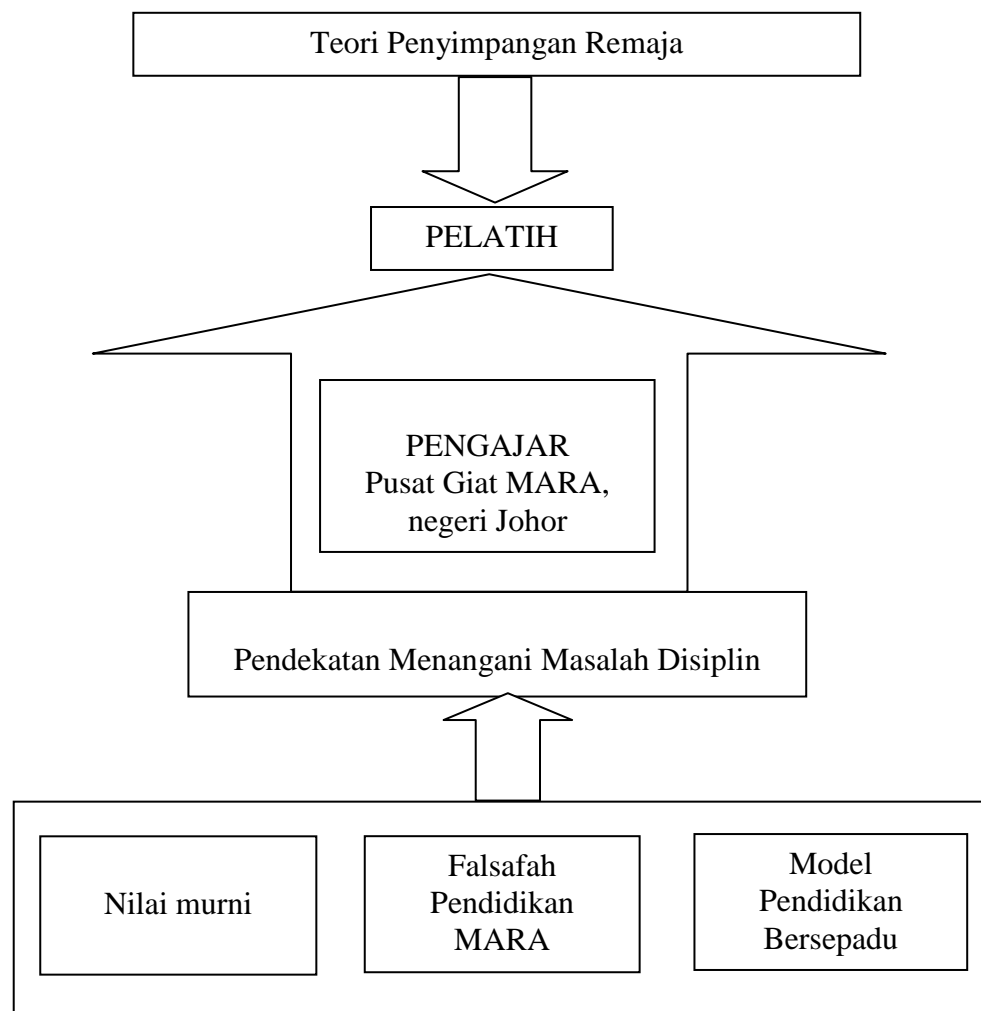 Teori Penyimpangan Remaja
PELATIH
PENGAJAR
Pusat Giat MARA,
negeri Johor
Pendekatan Menangani Masalah Disiplin
Nilai murni
Falsafah
Pendidikan
MARA
Model
Pendidikan
Bersepadu